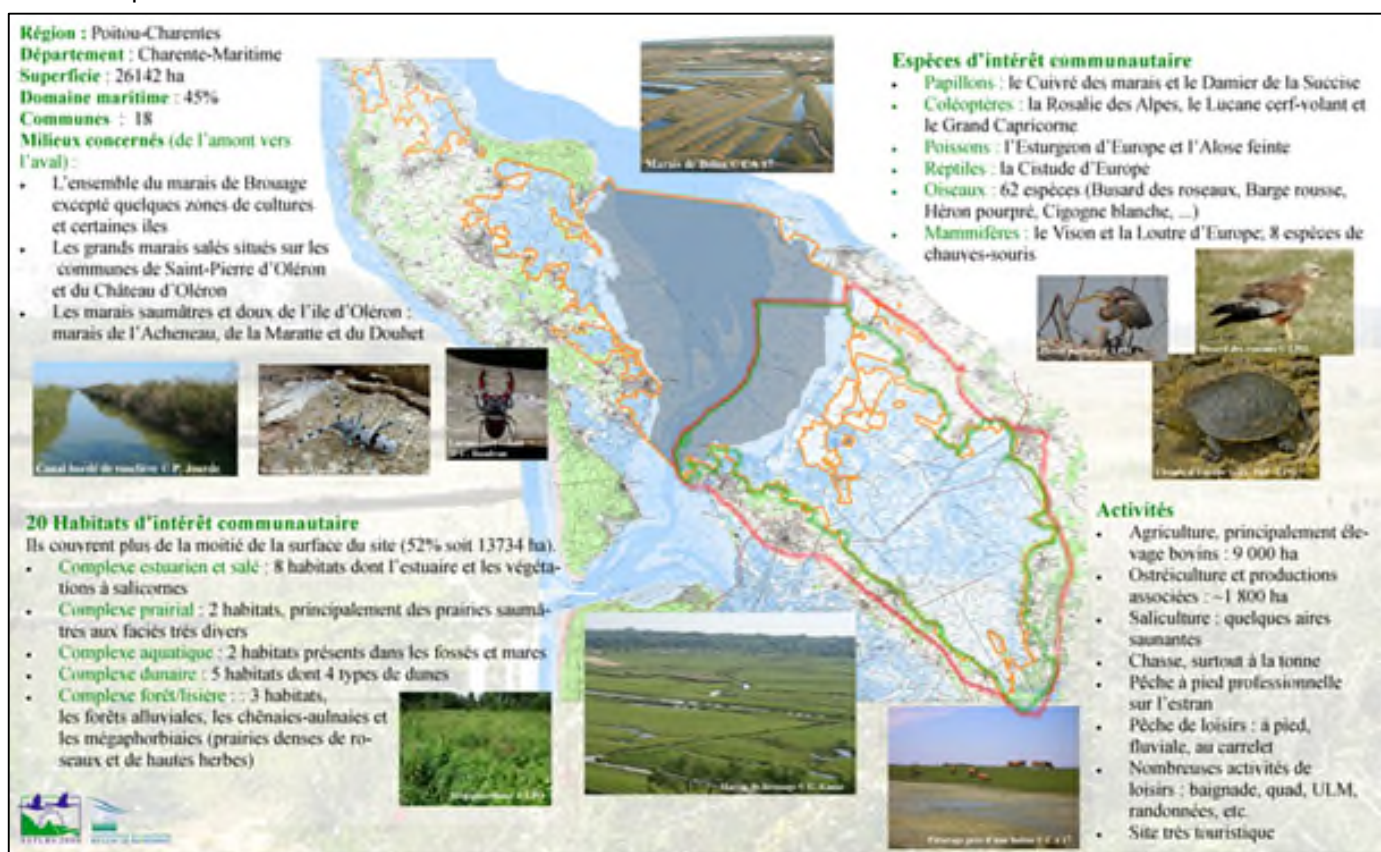 Région : Poitou-Charentes
Département : Charente-Maritime
Superficie : 26142 ha
Domaine maritime : 45%
Communes : 18
Milieux concernés (de l'amont vers
l'aval) :
• L'ensemble du marais de Brouage
excepté quelques zones de cultures
et certaines iles
• Les grands marais salés situés sur les
communes de Saint-Pierre d'Oléron
et du Château d'Oléron
• Les marais saumâtres et doux de l'ile d'Oléron :
marais de l'Acheneau, de la Maratte et du Douhet
Canal bordé de roselière © P. Jourde
20 Habitats d'intérêt communautaire
Ils couvrent plus de la moitié de la surface du site (52% soit 13734 ha).
• Complexe estuarien et salé : 8 habitats dont l'estuaire et les végéta-
tions à salicornes
• Complexe prairial : 2 habitats, principalement des prairies saumâ-
tres aux faciés trés divers
• Complexe aquatique : 2 habitats présents dans les fossés et mares
• Complexe dunaire : 5 habitats dont 4 types de dunes
• Complexe forêt/lisière : : 3 habitats,
les forêts alluviales, les chênaies-aulnaies et
les mégaphorbiaies (prairies denses de ro-
seaux et de hautes herbes)
NATURA 2000
Espèces d'intérêt communautaire
• Papillons : le Cuivré des marais et le Damier de la Succise
• Coléoptères : la Rosalie des Alpes, le Lucane cerf-volant et
le Grand Capricorne
• Poissons : l'Esturgeon d'Europe et l'Alose feinte
• Reptiles : la Cistude d'Europe
• Oiseaux : 62 espèces (Busard des roseaux, Barge rousse,
Héron pourpré, Cigogne blanche, ...)
• Mammifères : le Vison et la Loutre d'Europe, 8 espèces de
chauves-souris
Activités
• Agriculture, principalement éle-
vage bovins : 9 000 ha
• Ostréiculture et productions
associées : ~1 800 ha
• Saliculture : quelques aires
saunantes
• Chasse, surtout à la tonne
• Pêche à pied professionnelle
sur l'estran
• Pêche de loisirs : à pied,
fluviale, au carrelet
• Nombreuses activités de
loisirs : baignade, quad, ULM,
randonnées, etc.
• Site très touristique